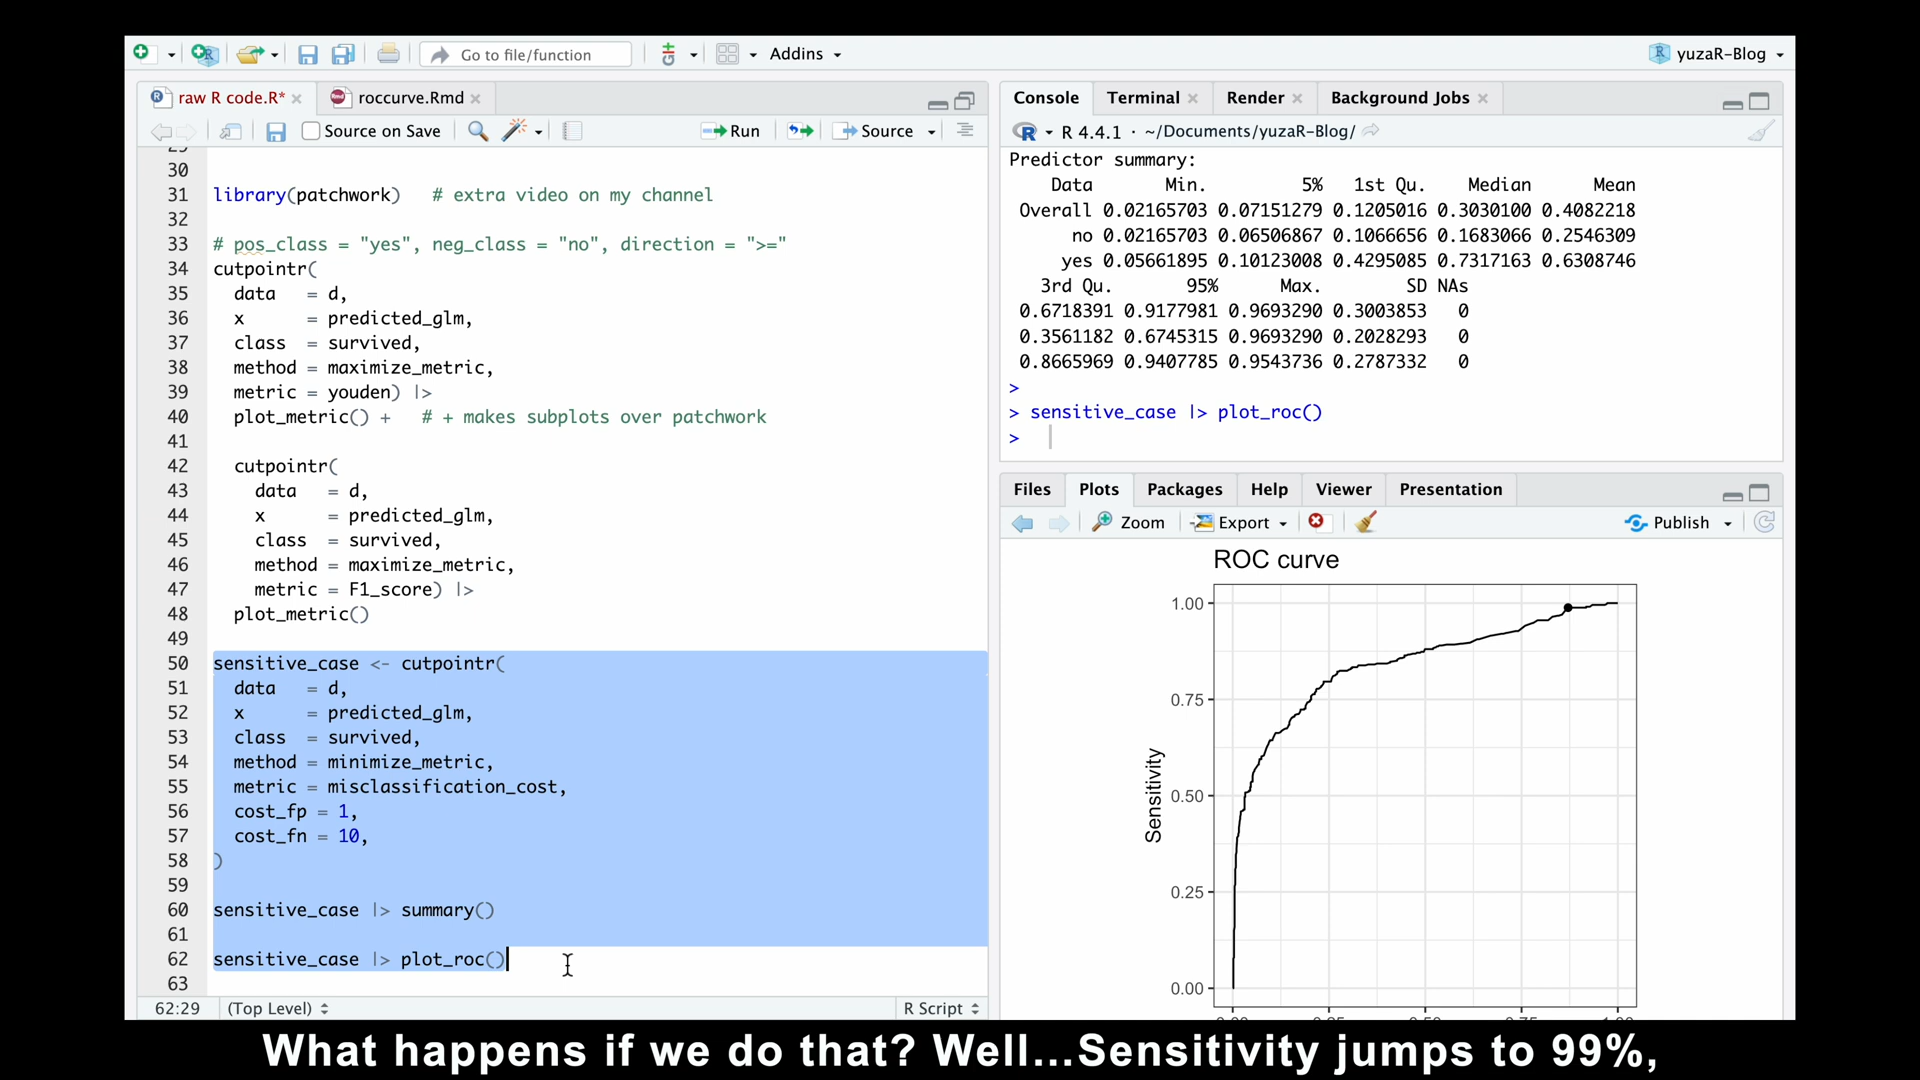 Go to file/function
Addins
yuzaR-Blog
raw R code.R*
roccurve.Rmd
Source on Save
Run
Source
30
31 library(patchwork) # extra video on my channel
32
33 # pos_class = "yes", neg_class = "no", direction = ">="
34 cutpointr(
35 data = d,
36 x = predicted_glm,
37 class = survived,
38 method = maximize_metric,
39 metric = youden) |>
40 plot_metric() + # + makes subplots over patchwork
41
42 cutpointr(
43 data = d,
44 x = predicted_glm,
45 class = survived,
46 method = maximize_metric,
47 metric = F1_score) |>
48 plot_metric()
49
50 sensitive_case <- cutpointr(
51 data = d,
52 x = predicted_glm,
53 class = survived,
54 method = minimize_metric,
55 metric = misclassification_cost,
56 cost_fp = 1,
57 cost_fn = 10,
58 )
59
60 sensitive_case |> summary()
61
62 sensitive_case |> plot_roc()
63
62:29 (Top Level) R Script
Console Terminal Render Background Jobs
R 4.4.1 · ~/Documents/yuzaR-Blog/
Predictor summary:
Data Min. 5% 1st Qu. Median Mean
Overall 0.02165703 0.07151279 0.1205016 0.3030100 0.4082218
no 0.02165703 0.06506867 0.1066656 0.1683066 0.2546309
yes 0.05661895 0.10123008 0.4295085 0.7317163 0.6308746
3rd Qu. 95% Max. SD NAs
0.6718391 0.9177981 0.9693290 0.3003853 0
0.3561182 0.6745315 0.9693290 0.2028293 0
0.8665969 0.9407785 0.9543736 0.2787332 0
>
> sensitive_case |> plot_roc()
>
Files Plots Packages Help Viewer Presentation
Zoom Export Publish
ROC curve
1.00
0.75
0.50
0.25
0.00
Sensitivity
What happens if we do that? Well...Sensitivity jumps to 99%,